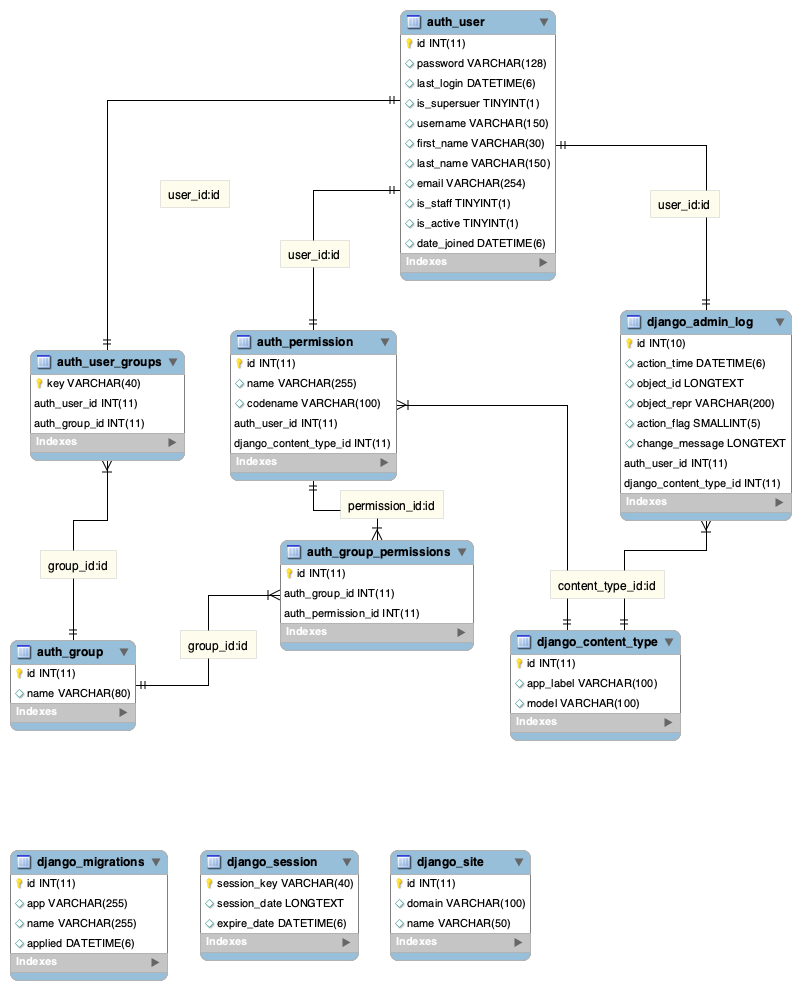 auth_user
id INT(11)
password VARCHAR(128)
last_login DATETIME(6)
is_supersuer TINYINT(1)
username VARCHAR(150)
first_name VARCHAR(30)
last_name VARCHAR(150)
email VARCHAR(254)
is_staff TINYINT(1)
is_active TINYINT(1)
date_joined DATETIME(6)
Indexes
user_id:id
user_id:id
user_id:id
auth_user_groups
key VARCHAR(40)
auth_user_id INT(11)
auth_group_id INT(11)
Indexes
auth_permission
id INT(11)
name VARCHAR(255)
codename VARCHAR(100)
auth_user_id INT(11)
django_content_type_id INT(11)
Indexes
django_admin_log
id INT(10)
action_time DATETIME(6)
object_id LONGTEXT
object_repr VARCHAR(200)
action_flag SMALLINT(5)
change_message LONGTEXT
auth_user_id INT(11)
django_content_type_id INT(11)
Indexes
permission_id:id
group_id:id
auth_group_permissions
id INT(11)
auth_group_id INT(11)
auth_permission_id INT(11)
Indexes
content_type_id:id
group_id:id
auth_group
id INT(11)
name VARCHAR(80)
Indexes
django_content_type
id INT(11)
app_label VARCHAR(100)
model VARCHAR(100)
Indexes
django_migrations
id INT(11)
app VARCHAR(255)
name VARCHAR(255)
applied DATETIME(6)
Indexes
django_session
session_key VARCHAR(40)
session_date LONGTEXT
expire_date DATETIME(6)
Indexes
django_site
id INT(11)
domain VARCHAR(100)
name VARCHAR(50)
Indexes